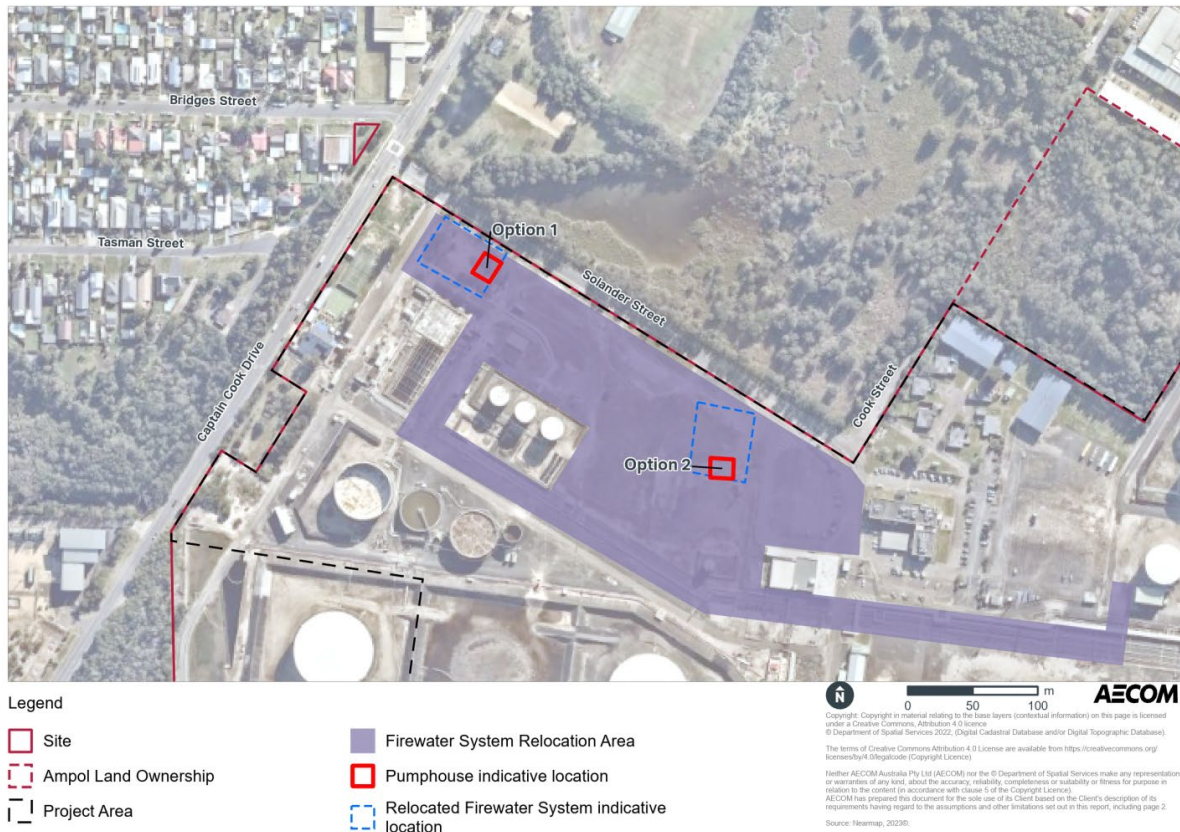 Bridges Street
Tasman Street
Captain Cook Drive
Option 1
Solander Street
Cook Street
Option 2
Legend
Site
Ampol Land Ownership
Project Area
Firewater System Relocation Area
Pumphouse indicative location
Relocated Firewater System indicative
location
N
0 50 100 m
AECOM
Copyright: Copyright in material relating to the base layers (contextual information) on this page is licensed
under a Creative Commons, Attribution 4.0 licence
© Department of Spatial Services 2022, (Digital Cadastral Database and/or Digital Topographic Database).
The terms of Creative Commons Attribution 4.0 License are available from https://creativecommons.org/
licenses/by/4.0/legalcode (Copyright Licence)
Neither AECOM Australia Pty Ltd (AECOM) nor the © Department of Spatial Services make any representations
or warranties of any kind, about the accuracy, reliability, completeness or suitability or fitness for purpose in
relation to the content (in accordance with clause 5 of the Copyright Licence).
AECOM has prepared this document for the sole use of its Client based on the Client's description of its
requirements having regard to the assumptions and other limitations set out in this report, including page 2.
Source: Nearmap, 2023©.